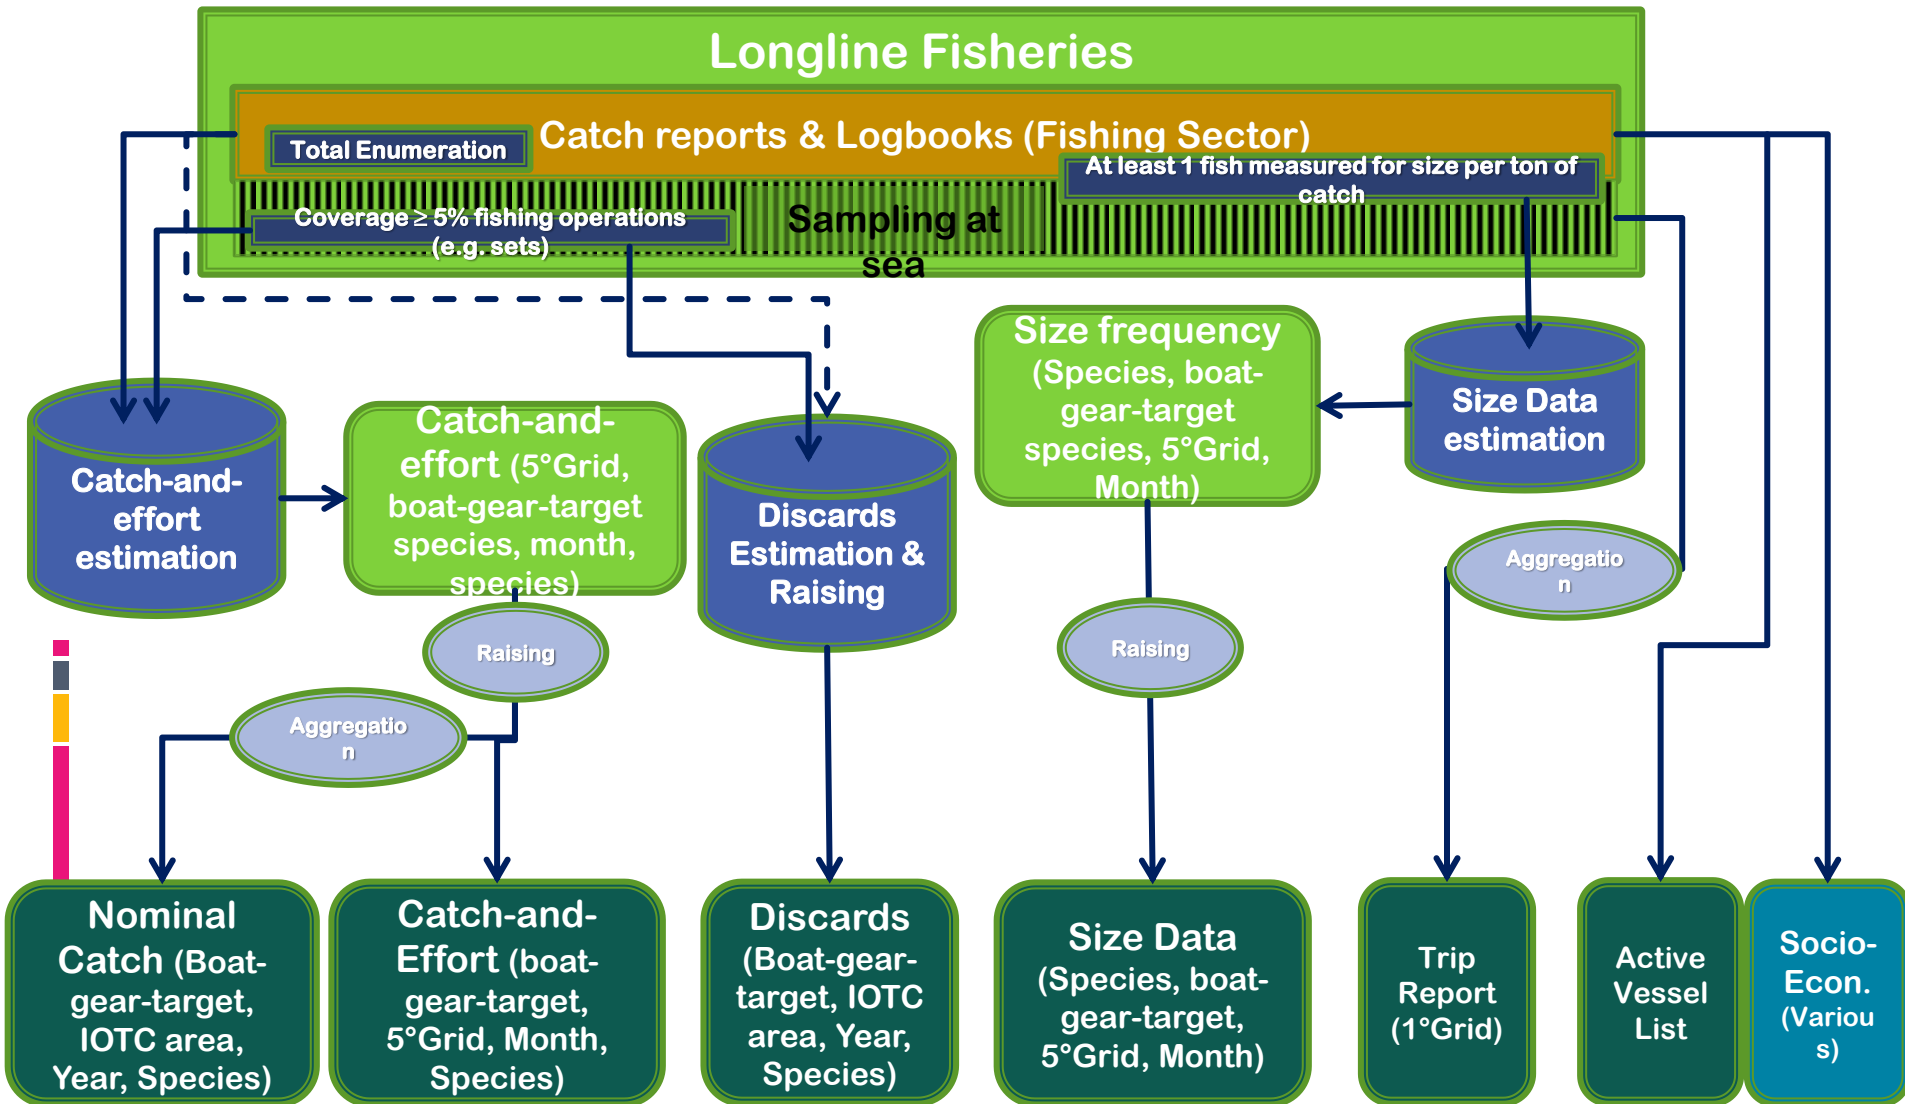 Longline Fisheries
Catch reports & Logbooks (Fishing Sector)
Total Enumeration
At least 1 fish measured for size per ton of
catch
Coverage ≥ 5% fishing operations
(e.g. sets)
Sampling at
sea
Size frequency
(Species, boat-
gear-target
species, 5°Grid,
Month)
Size Data
estimation
Catch-and-
effort
estimation
Catch-and-
effort (5°Grid,
boat-gear-target
species, month,
species)
Discards
Estimation &
Raising
Aggregatio
n
Raising
Raising
Aggregatio
n
Nominal
Catch (Boat-
gear-target,
IOTC area,
Year, Species)
Catch-and-
Effort (boat-
gear-target,
5°Grid, Month,
Species)
Discards
(Boat-gear-
target, IOTC
area, Year,
Species)
Size Data
(Species, boat-
gear-target,
5°Grid, Month)
Trip
Report
(1°Grid)
Active
Vessel
List
Socio-
Econ.
(Variou
s)